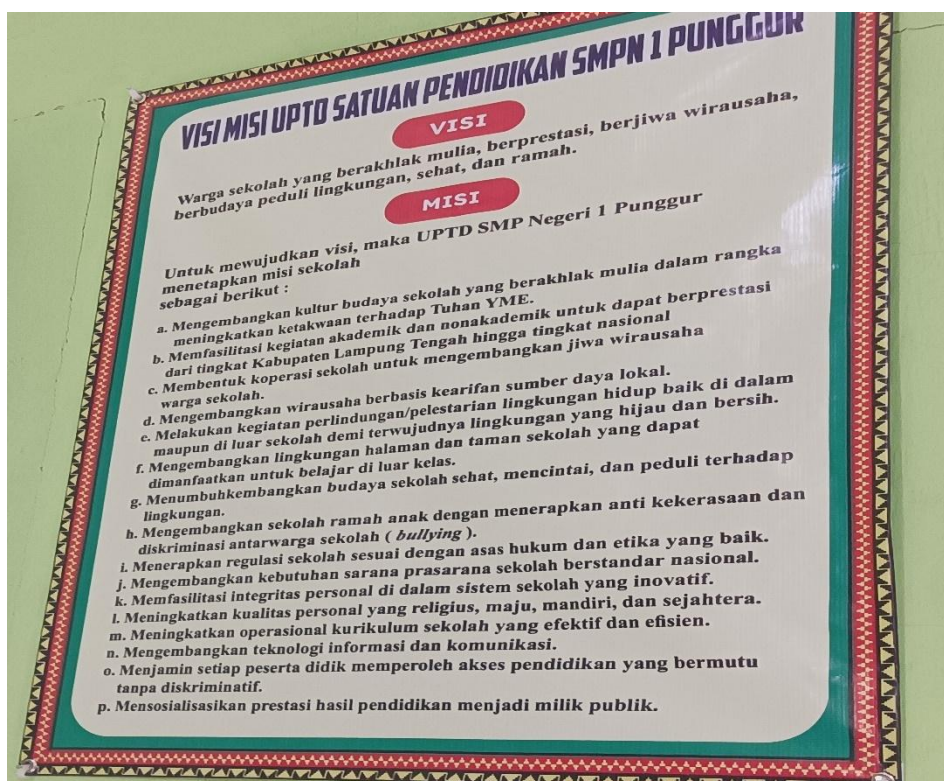 VISI MISI UPTD SATUAN PENDIDIKAN SMPN 1 PUNGGUR
VISI
Warga sekolah yang berakhlak mulia, berprestasi, berjiwa wirausaha,
berbudaya peduli lingkungan, sehat, dan ramah.
MISI
Untuk mewujudkan visi, maka UPTD SMP Negeri 1 Punggur
menetapkan misi sekolah
sebagai berikut :
a. Mengembangkan kultur budaya sekolah yang berakhlak mulia dalam rangka
meningkatkan ketakwaan terhadap Tuhan YME.
b. Memfasilitasi kegiatan akademik dan nonakademik untuk dapat berprestasi
dari tingkat Kabupaten Lampung Tengah hingga tingkat nasional
c. Membentuk koperasi sekolah untuk mengembangkan jiwa wirausaha
warga sekolah.
d. Mengembangkan wirausaha berbasis kearifan sumber daya lokal.
e. Melakukan kegiatan perlindungan/pelestarian lingkungan hidup baik di dalam
maupun di luar sekolah demi terwujudnya lingkungan yang hijau dan bersih.
f. Mengembangkan lingkungan halaman dan taman sekolah yang dapat
dimanfaatkan untuk belajar di luar kelas.
g. Menumbuhkembangkan budaya sekolah sehat, mencintai, dan peduli terhadap
lingkungan.
h. Mengembangkan sekolah ramah anak dengan menerapkan anti kekerasaan dan
diskriminasi antarwarga sekolah ( bullying ).
i. Menerapkan regulasi sekolah sesuai dengan asas hukum dan etika yang baik.
j. Mengembangkan kebutuhan sarana prasarana sekolah berstandar nasional.
k. Memfasilitasi integritas personal di dalam sistem sekolah yang inovatif.
l. Meningkatkan kualitas personal yang religius, maju, mandiri, dan sejahtera.
m. Meningkatkan operasional kurikulum sekolah yang efektif dan efisien.
n. Mengembangkan teknologi informasi dan komunikasi.
o. Menjamin setiap peserta didik memperoleh akses pendidikan yang bermutu
tanpa diskriminatif.
p. Mensosialisasikan prestasi hasil pendidikan menjadi milik publik.